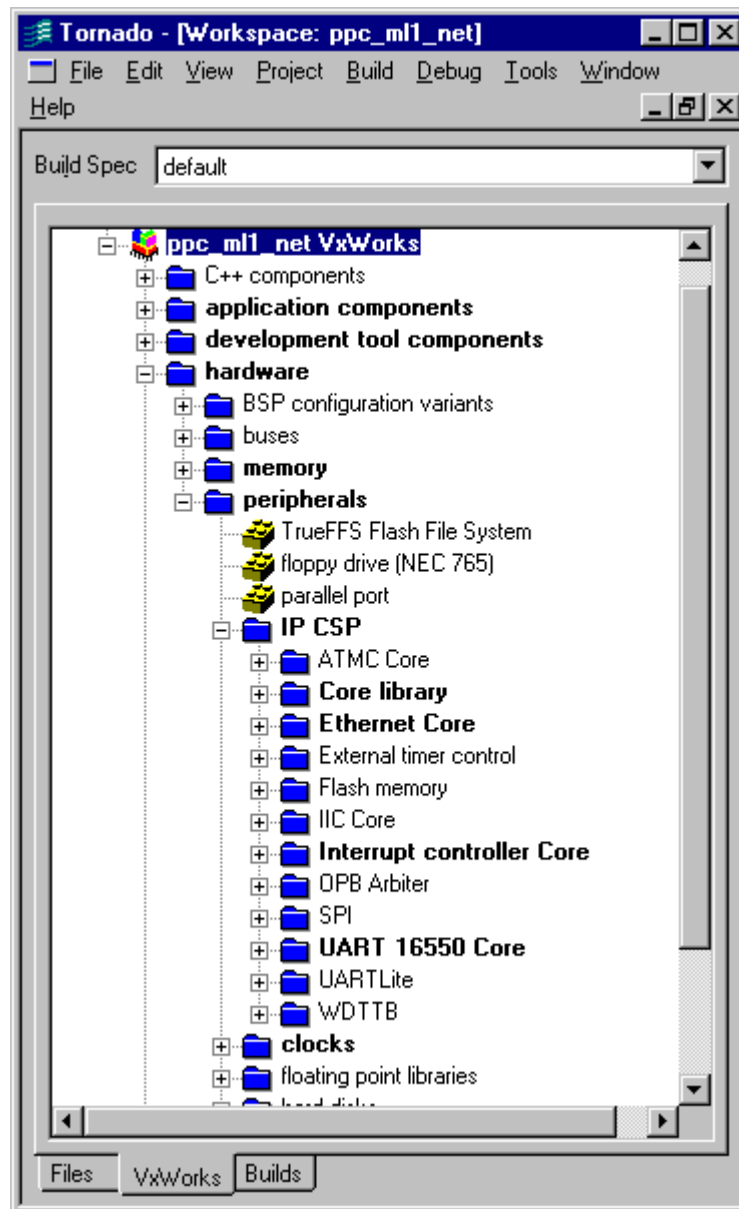 Tornado - [Workspace: ppc_ml1_net]
File Edit View Project Build Debug Tools Window
Help
Build Spec default
ppc_ml1_net VxWorks
C++ components
application components
development tool components
hardware
BSP configuration variants
buses
memory
peripherals
TrueFFS Flash File System
floppy drive (NEC 765)
parallel port
IP CSP
ATMC Core
Core library
Ethernet Core
External timer control
Flash memory
IIC Core
Interrupt controller Core
OPB Arbiter
SPI
UART 16550 Core
UARTLite
WDTTB
clocks
floating point libraries
hard disks
Files VxWorks Builds